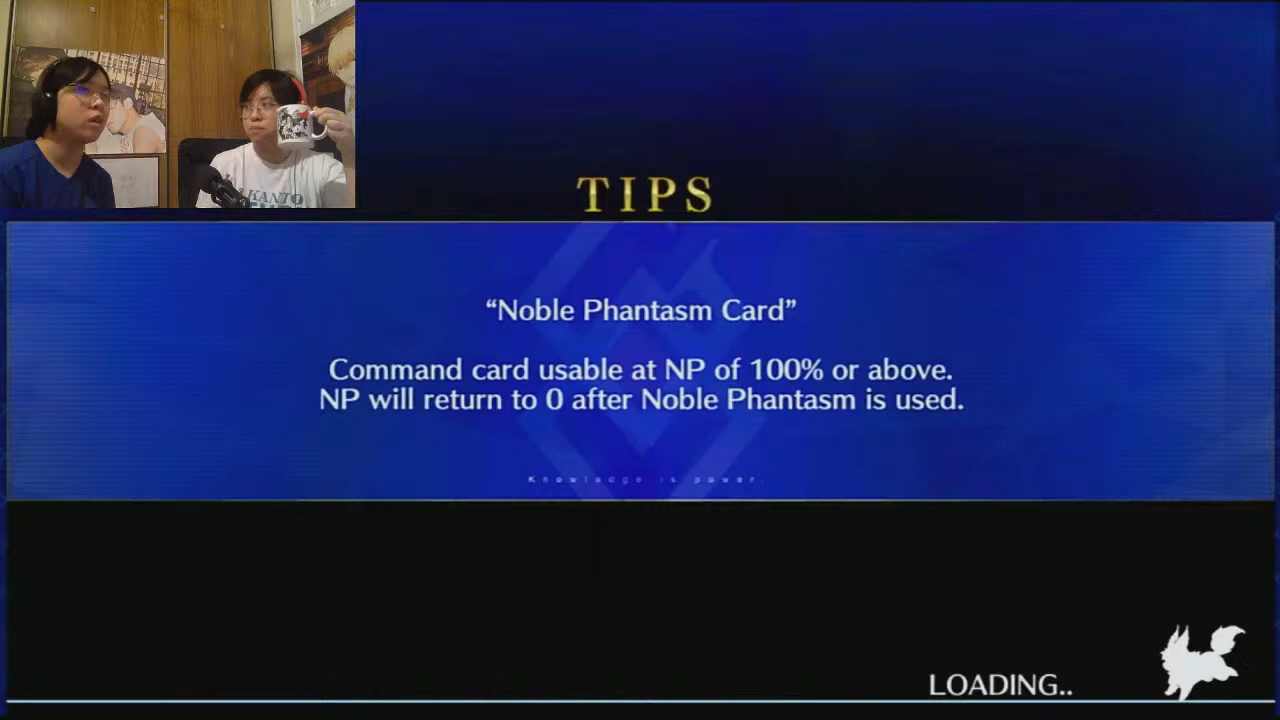 KANTO
TIPS
“Noble Phantasm Card”
Command card usable at NP of 100% or above.
NP will return to 0 after Noble Phantasm is used.
Knowledge is power.
LOADING..